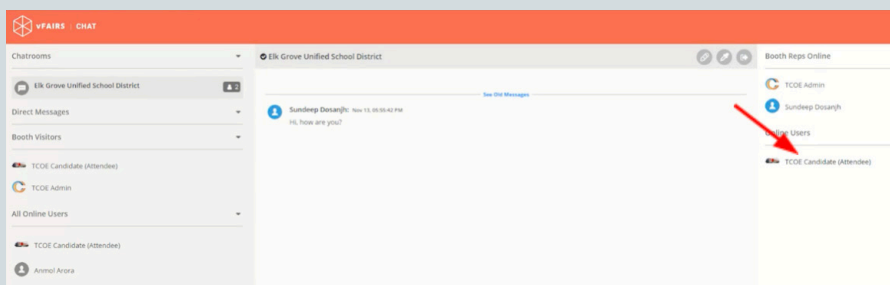 vFAIRS | CHAT
Chatrooms
Elk Grove Unified School District
2
Direct Messages
Booth Visitors
TCOE Candidate (Attendee)
TCOE Admin
All Online Users
TCOE Candidate (Attendee)
Anmol Arora
Elk Grove Unified School District
See Old Messages
Sundeep Dosanjh: Nov 13, 05:55:42 PM
Hi, how are you?
Booth Reps Online
TCOE Admin
Sundeep Dosanjh
Online Users
TCOE Candidate (Attendee)